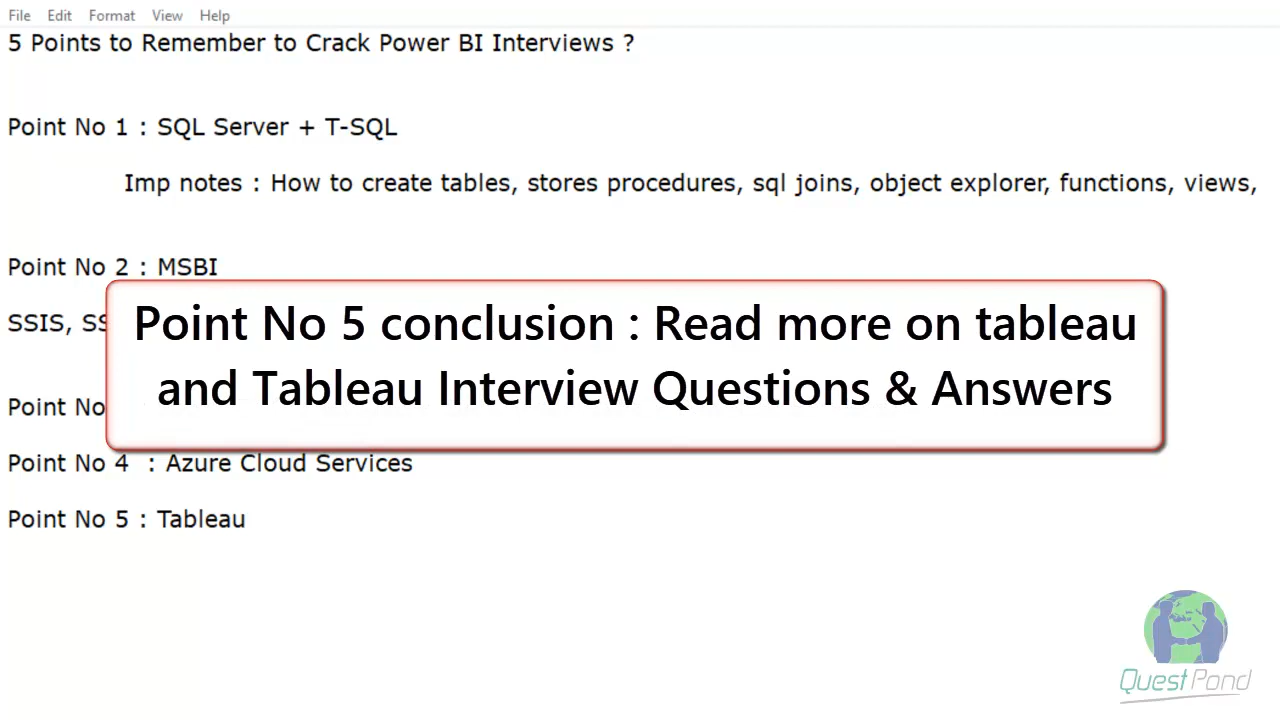 File Edit Format View Help
5 Points to Remember to Crack Power BI Interviews ?
Point No 1 : SQL Server + T-SQL
Imp notes : How to create tables, stores procedures, sql joins, object explorer, functions, views,
Point No 2 : MSBI
SSIS,
Point No 5 conclusion : Read more on tableau
and Tableau Interview Questions & Answers
Point No
Point No 4 : Azure Cloud Services
Point No 5 : Tableau
QuestPond